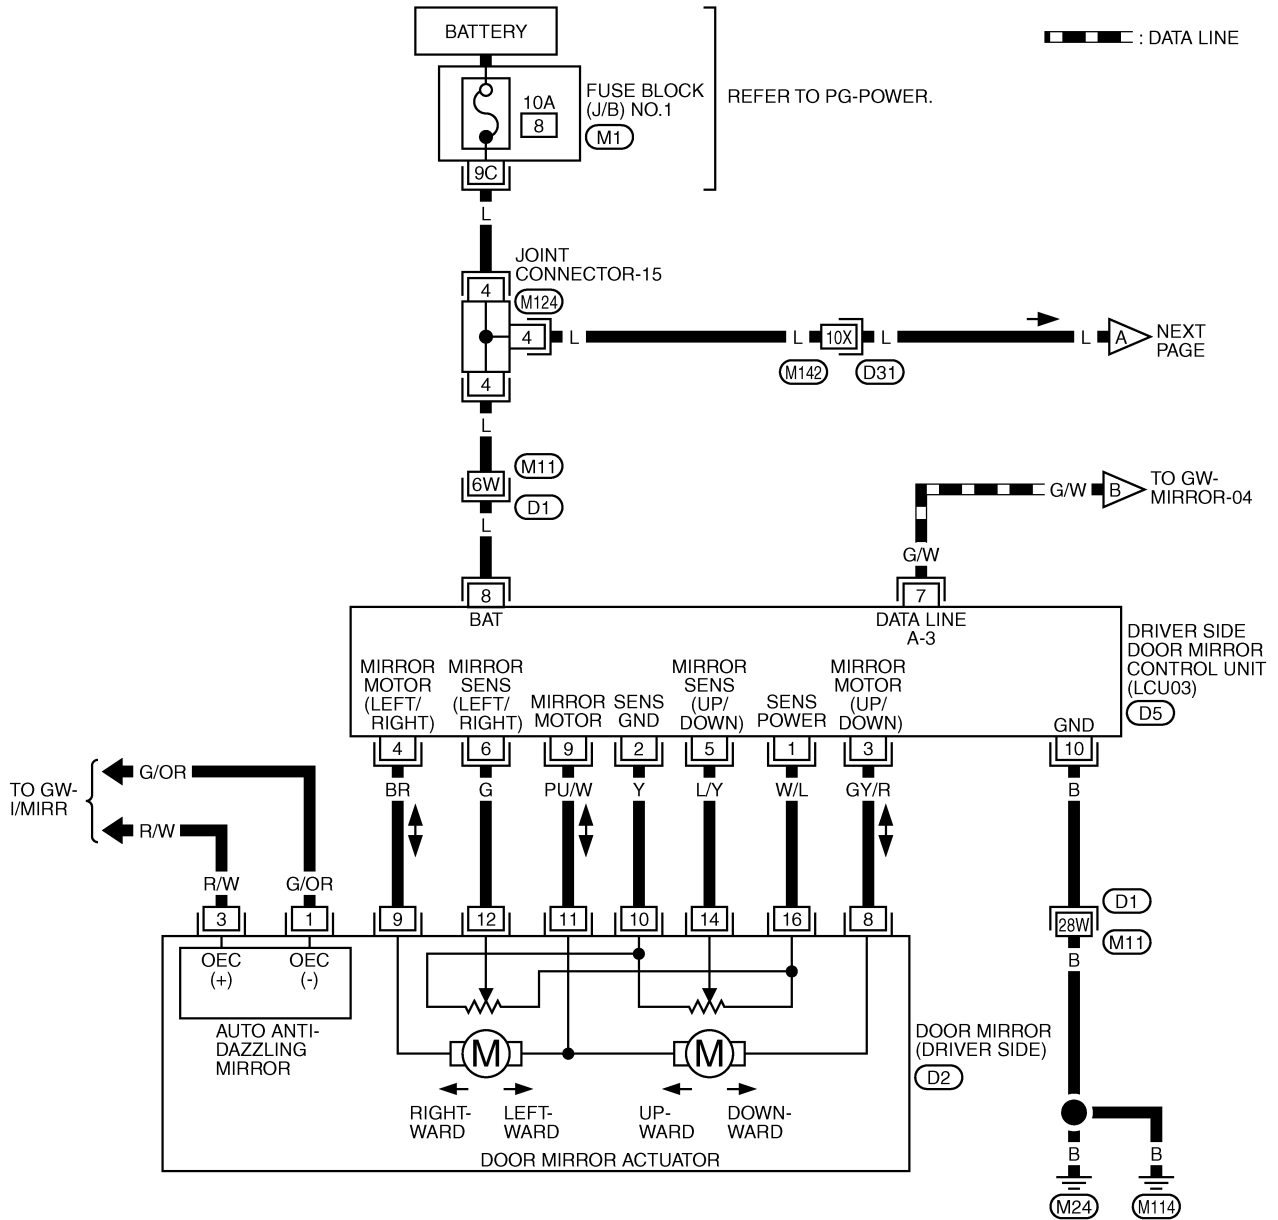 BATTERY
: DATA LINE
10A
8
FUSE BLOCK
(J/B) NO.1
M1
REFER TO PG-POWER.
9C
L
JOINT
CONNECTOR-15
M124
4
4
L
L
10X
L
L
A
NEXT
PAGE
M142
D31
4
L
M11
6W
D1
L
G/W
B
TO GW-
MIRROR-04
G/W
8
7
BAT
DATA LINE
A-3
DRIVER SIDE
DOOR MIRROR
CONTROL UNIT
(LCU03)
D5
MIRROR
MOTOR
(LEFT/
RIGHT)
MIRROR
SENS
(LEFT/
RIGHT)
MIRROR
MOTOR
SENS
GND
MIRROR
SENS
(UP/
DOWN)
SENS
POWER
MIRROR
MOTOR
(UP/
DOWN)
GND
4
6
9
2
5
1
3
10
TO GW-
I/MIRR
G/OR
R/W
BR
G
PU/W
Y
L/Y
W/L
GY/R
B
R/W
G/OR
D1
28W
M11
B
3
1
9
12
11
10
14
16
8
OEC
(+)
OEC
(-)
AUTO ANTI-
DAZZLING
MIRROR
M
M
RIGHT-
WARD
LEFT-
WARD
UP-
WARD
DOWN-
WARD
DOOR MIRROR ACTUATOR
DOOR MIRROR
(DRIVER SIDE)
D2
B
B
M24
M114